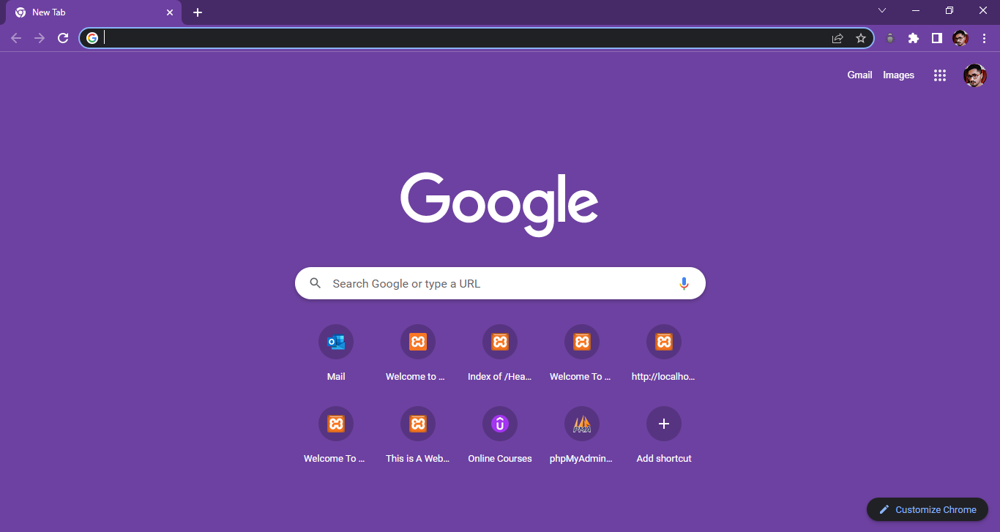 New Tab
Gmail Images
Google
Search Google or type a URL
Mail
Welcome to ...
Index of /Hea...
Welcome To ...
http://localho...
Welcome To ...
This is A Web...
Online Courses
phpMyAdmin...
Add shortcut
PMA
Customize Chrome